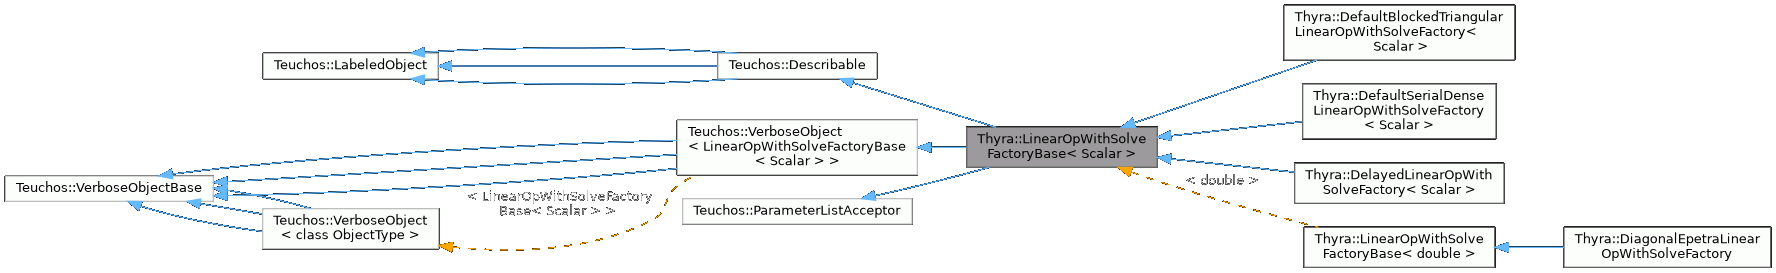 Thyra::DefaultBlockedTriangular
LinearOpWithSolveFactory<
Scalar >
Teuchos::LabeledObject
Teuchos::Describable
Thyra::DefaultSerialDense
LinearOpWithSolveFactory
< Scalar >
Teuchos::VerboseObject
< LinearOpWithSolveFactoryBase
< Scalar > >
Thyra::LinearOpWithSolve
FactoryBase< Scalar >
Teuchos::VerboseObjectBase
< LinearOpWithSolveFactory
Base< Scalar > >
Teuchos::ParameterListAcceptor
< double >
Thyra::DelayedLinearOpWith
SolveFactory< Scalar >
Teuchos::VerboseObject
< class ObjectType >
Thyra::LinearOpWithSolve
FactoryBase< double >
Thyra::DiagonalEpetraLinear
OpWithSolveFactory